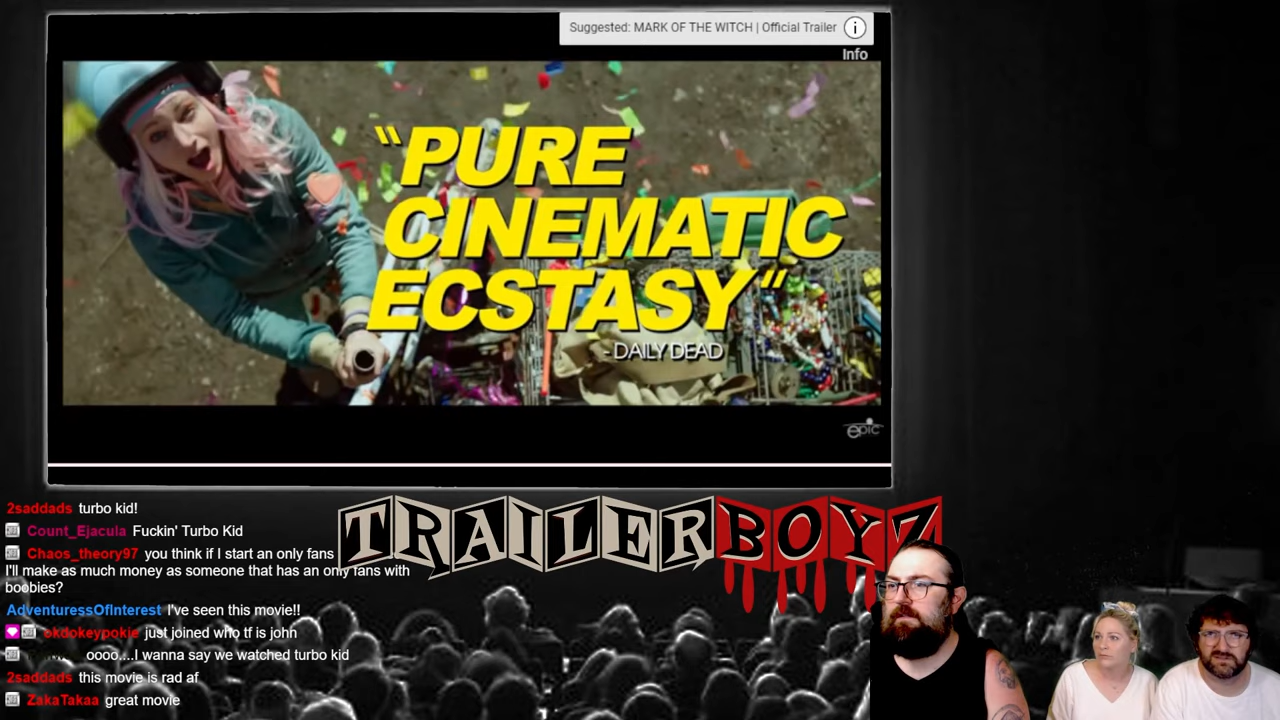 Suggested: MARK OF THE WITCH | Official Trailer
Info
"PURE
CINEMATIC
ECSTASY"
- DAILY DEAD
epic
2saddads turbo kid!
Count_Ejacula Fuckin' Turbo Kid
Chaos_theory97 you think if I start an only fans
I'll make as much money as someone that has an only fans with
boobies?
AdventuressOfInterest I've seen this movie!!
okdokeypokie just joined who tf is john
oooo....I wanna say we watched turbo kid
2saddads this movie is rad af
ZakaTakaa great movie
TRAILERBOYZ